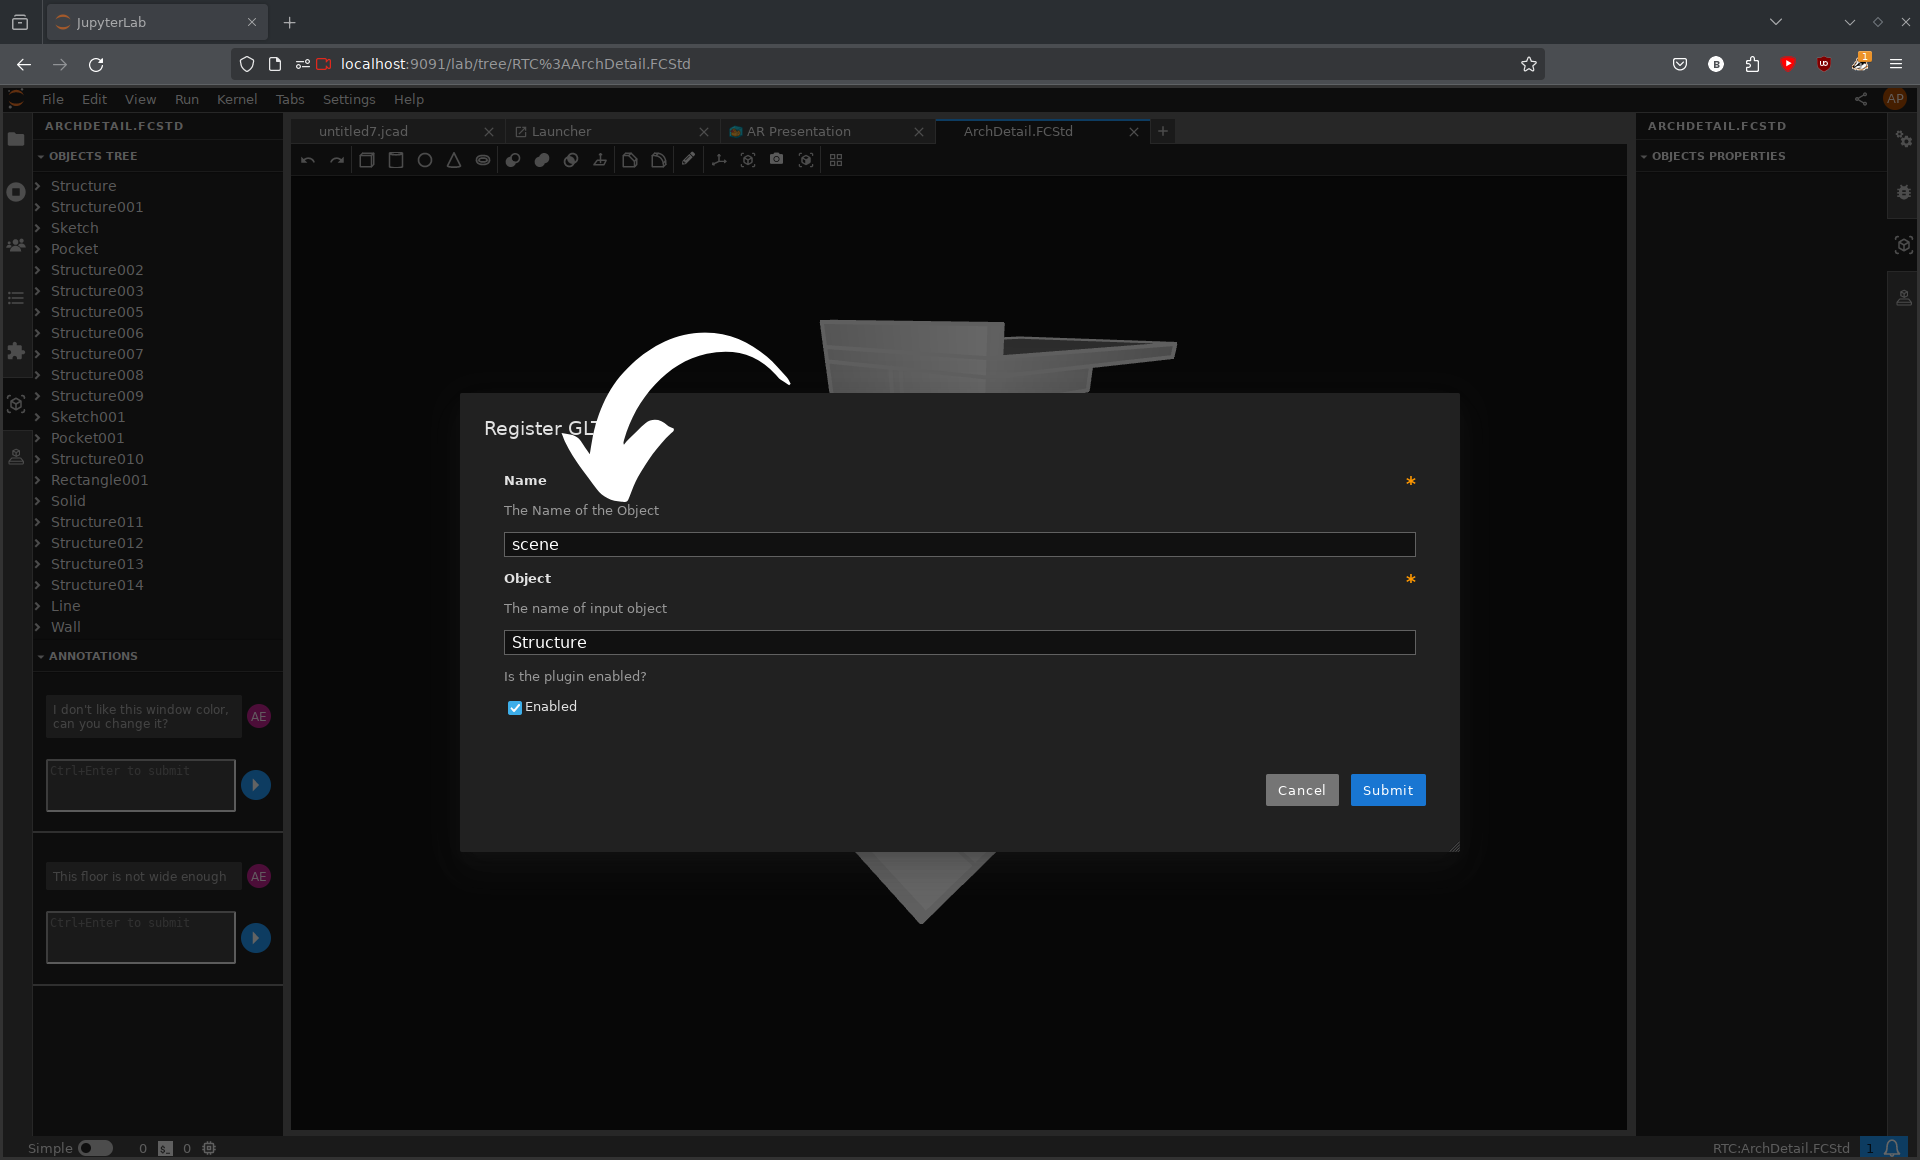 JupyterLab
localhost:9091/lab/tree/RTC%3AArchDetail.FCStd
1
File Edit View Run Kernel Tabs Settings Help
AP
ARCHDETAIL.FCSTD
OBJECTS TREE
Structure
Structure001
Sketch
Pocket
Structure002
Structure003
Structure005
Structure006
Structure007
Structure008
Structure009
Sketch001
Pocket001
Structure010
Rectangle001
Solid
Structure011
Structure012
Structure013
Structure014
Line
Wall
ANNOTATIONS
I don't like this window color,
can you change it?
AE
Ctrl+Enter to submit
This floor is not wide enough
AE
Ctrl+Enter to submit
untitled7.jcad
Launcher
AR Presentation
ArchDetail.FCStd
Register GL
Name *
The Name of the Object
scene
Object *
The name of input object
Structure
Is the plugin enabled?
Enabled
Cancel Submit
ARCHDETAIL.FCSTD
OBJECTS PROPERTIES
Simple 0 $_ 0
RTC:ArchDetail.FCStd 1